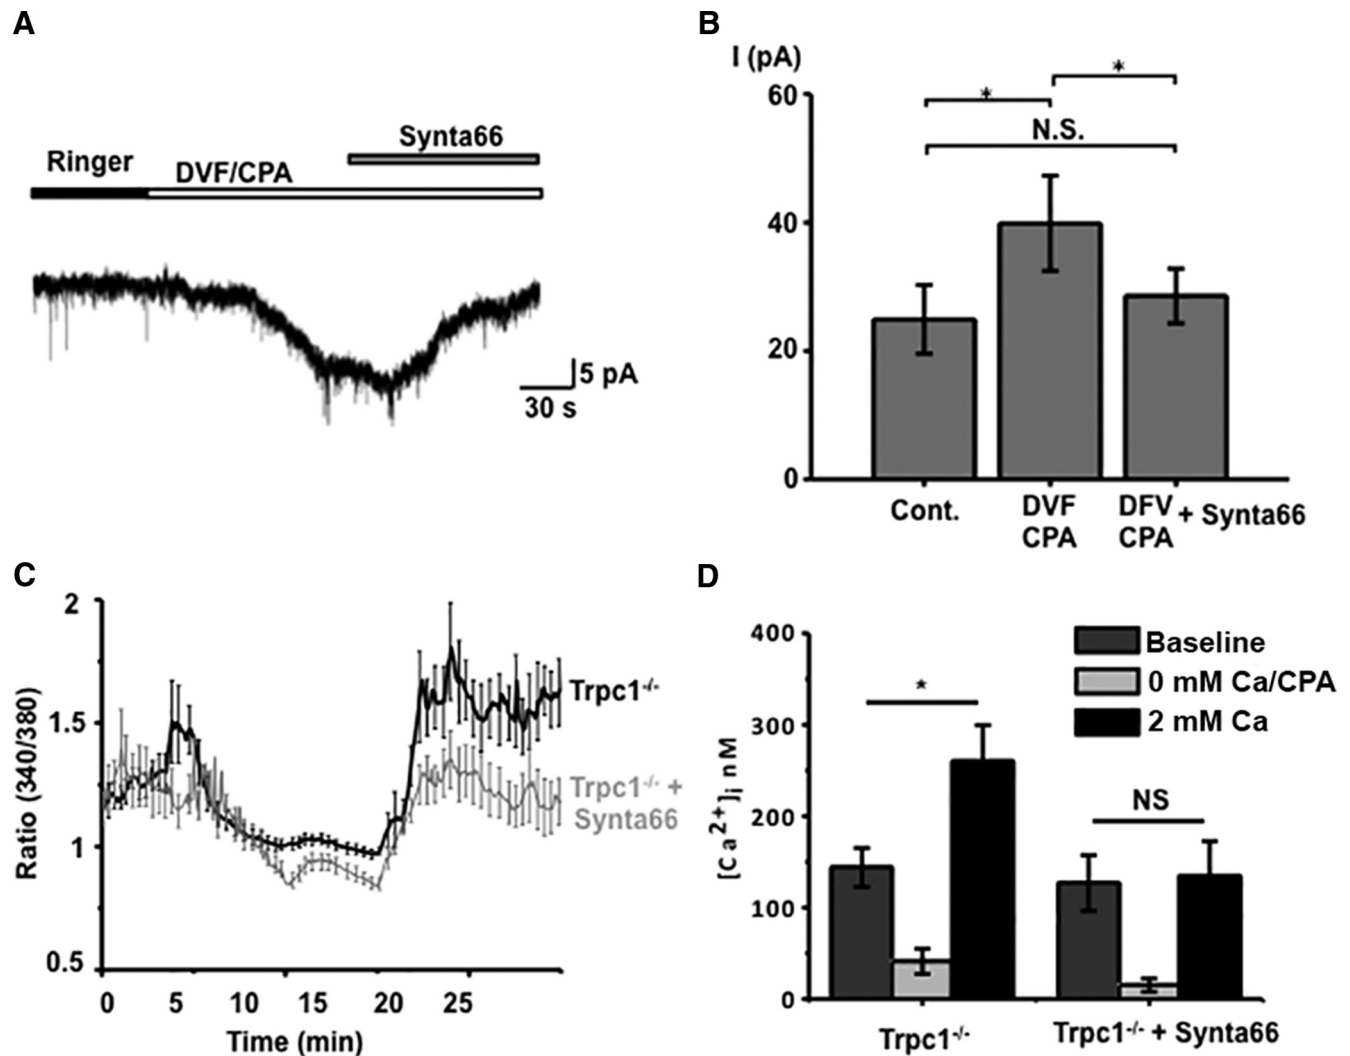 A
Ringer
DVF/CPA
Synta66
5 pA
30 s
B
I (pA)
60
40
20
0
*
*
N.S.
Cont.
DVF
CPA
DFV
CPA
+ Synta66
C
Ratio (340/380)
2
1.5
1
0.5
0
5
10
15
20
25
Time (min)
Trpc1-/-
Trpc1-/- +
Synta66
D
[Ca2+]i nM
400
300
200
100
0
*
NS
Baseline
0 mM Ca/CPA
2 mM Ca
Trpc1-/-
Trpc1-/- + Synta66